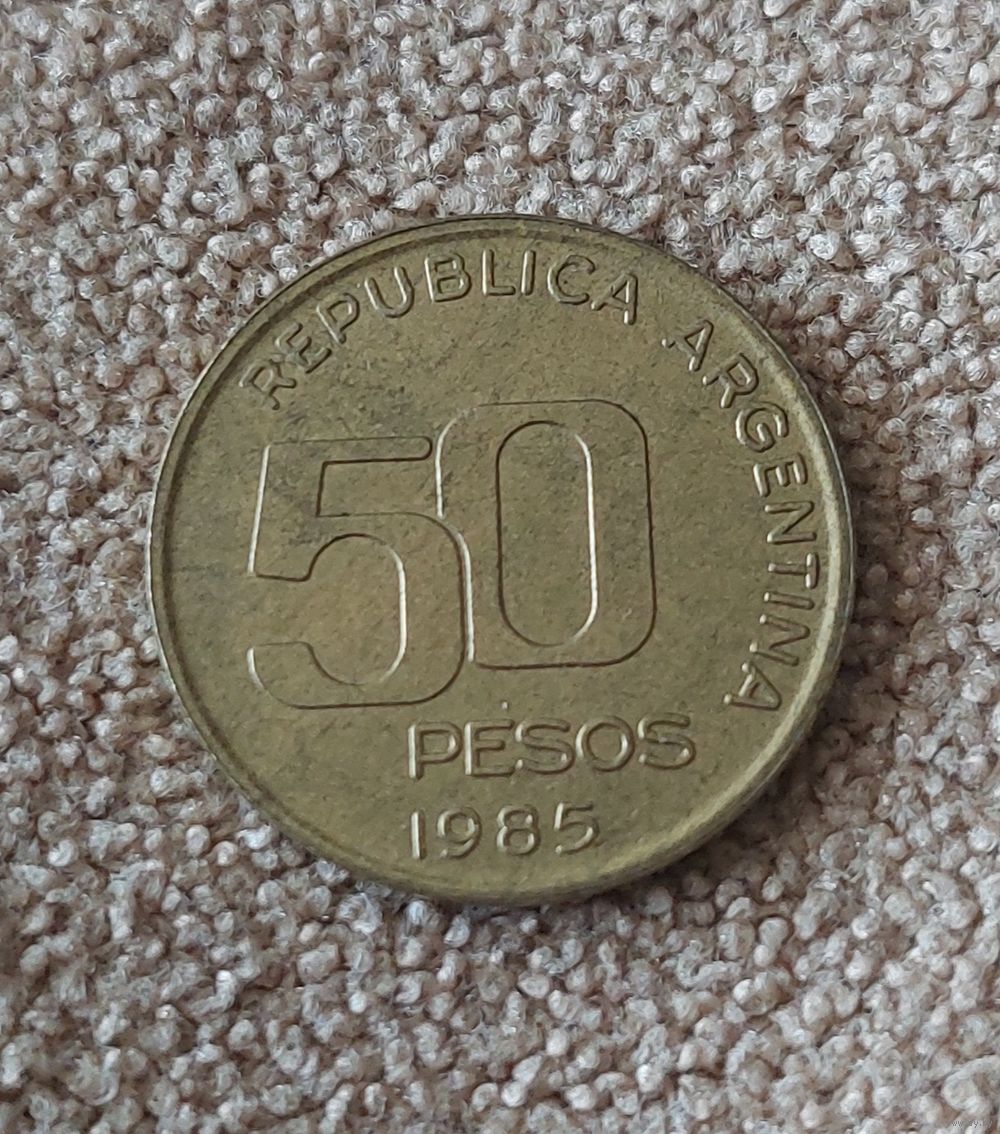 REPUBLICA ARGENTINA
50
PESOS
1985